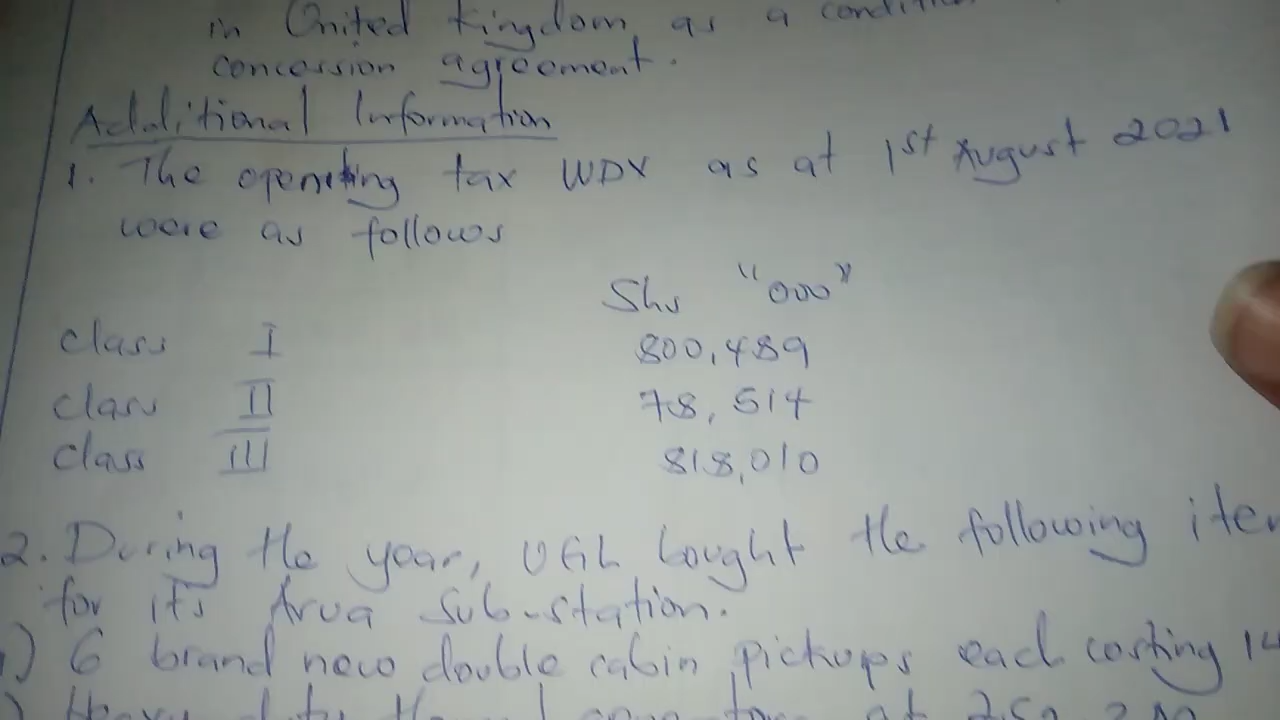 in United Kingdom as a
concession agreement.
Additional Information
1. The openiting tax WDV as at 1st August 2021
were as follows
Shs "000"
class I 800,489
class II 78,514
class III 818,010
2. During the year, UGL bought the following
for its Arua Sub-station.
6 brand new double cabin pickups each costing
at